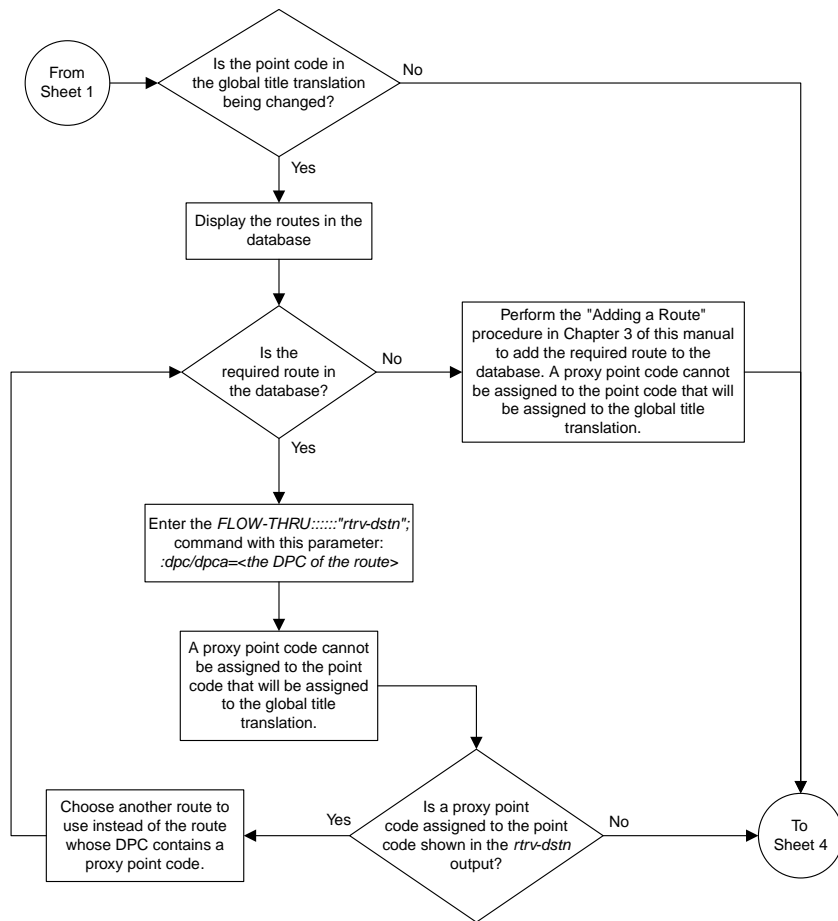 From
Sheet 1
Is the point code in
the global title translation
being changed?
No
Yes
Display the routes in the
database
Is the
required route in
the database?
No
Perform the "Adding a Route"
procedure in Chapter 3 of this manual
to add the required route to the
database. A proxy point code cannot
be assigned to the point code that will
be assigned to the global title
translation.
Yes
Enter the FLOW-THRU::::::"rtrv-dstn";
command with this parameter:
:dpc/dpca=<the DPC of the route>
A proxy point code cannot
be assigned to the point
code that will be assigned
to the global title
translation.
Choose another route to
use instead of the route
whose DPC contains a
proxy point code.
Yes
Is a proxy point
code assigned to the point
code shown in the rtrv-dstn
output?
No
To
Sheet 4